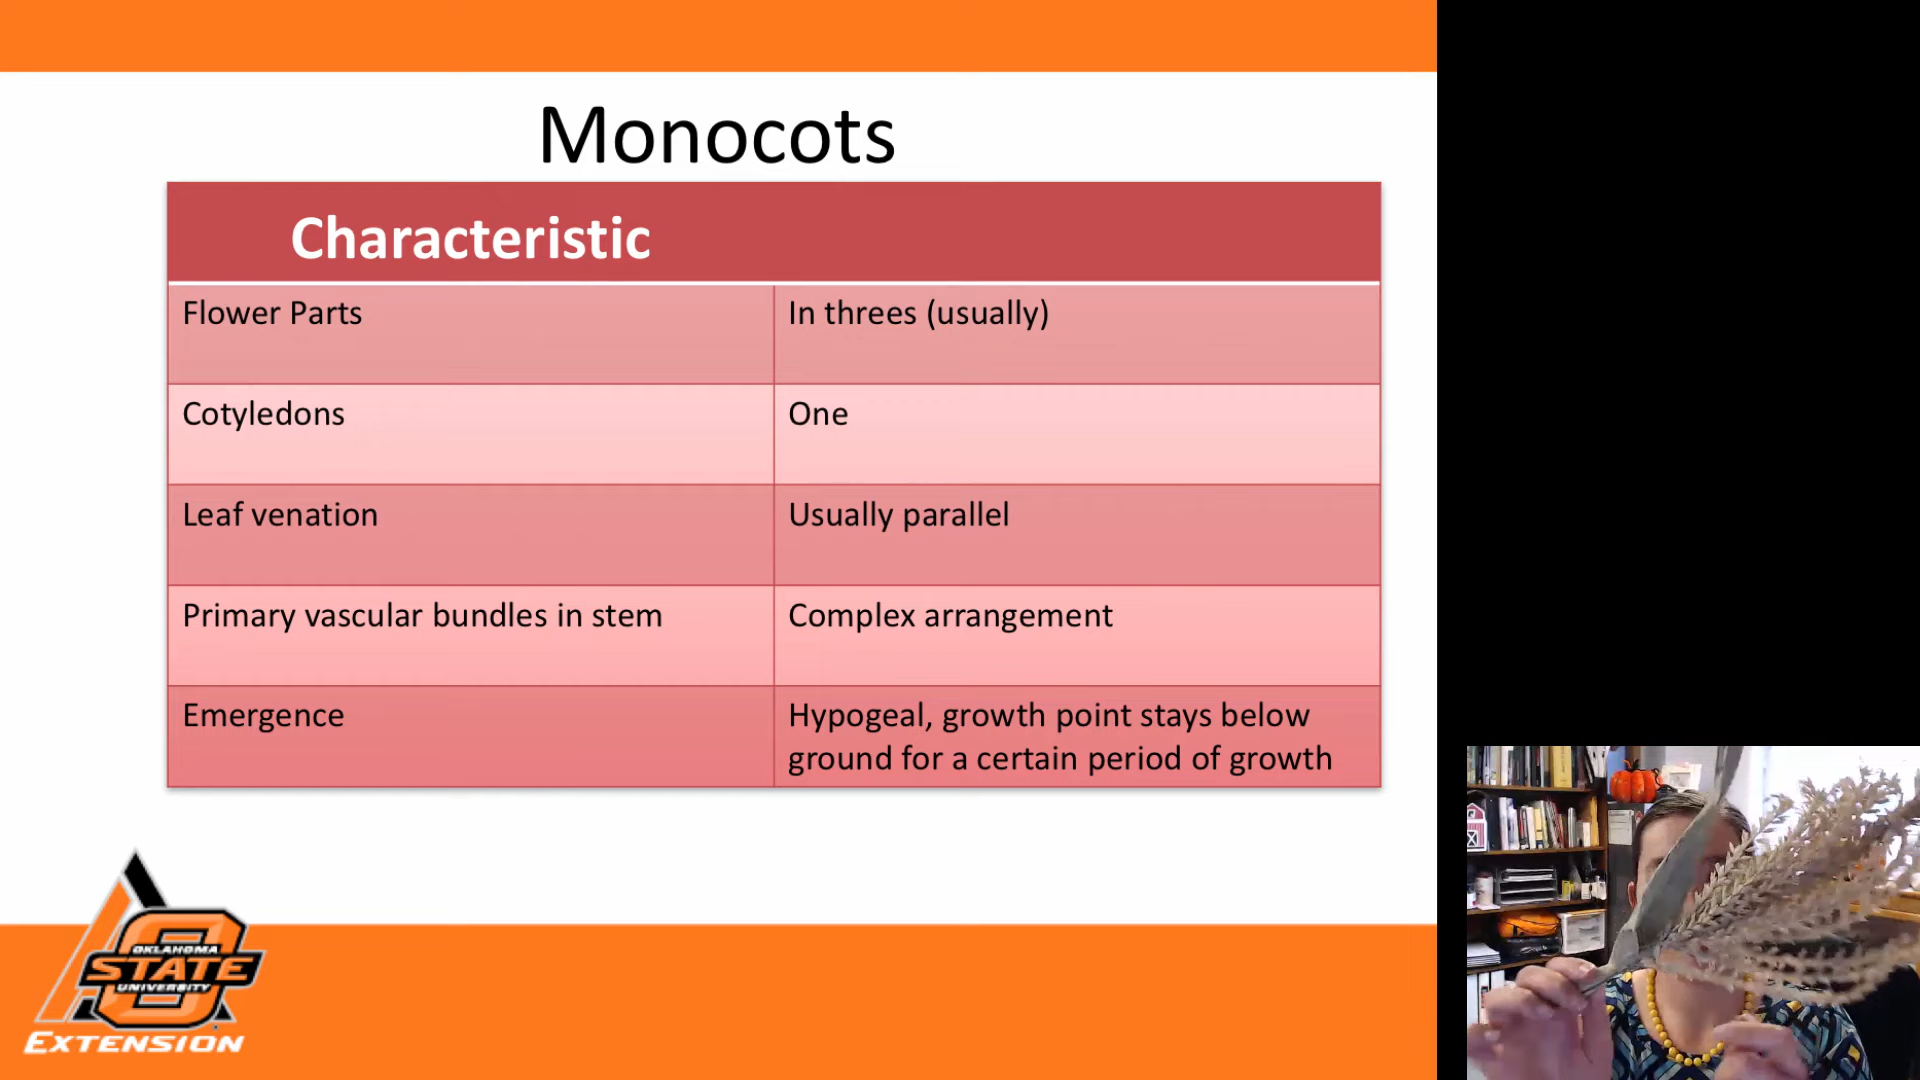 Monocots
Characteristic
Flower Parts
In threes (usually)
Cotyledons
One
Leaf venation
Usually parallel
Primary vascular bundles in stem
Complex arrangement
Emergence
Hypogeal, growth point stays below
ground for a certain period of growth
OKLAHOMA
STATE
UNIVERSITY
EXTENSION